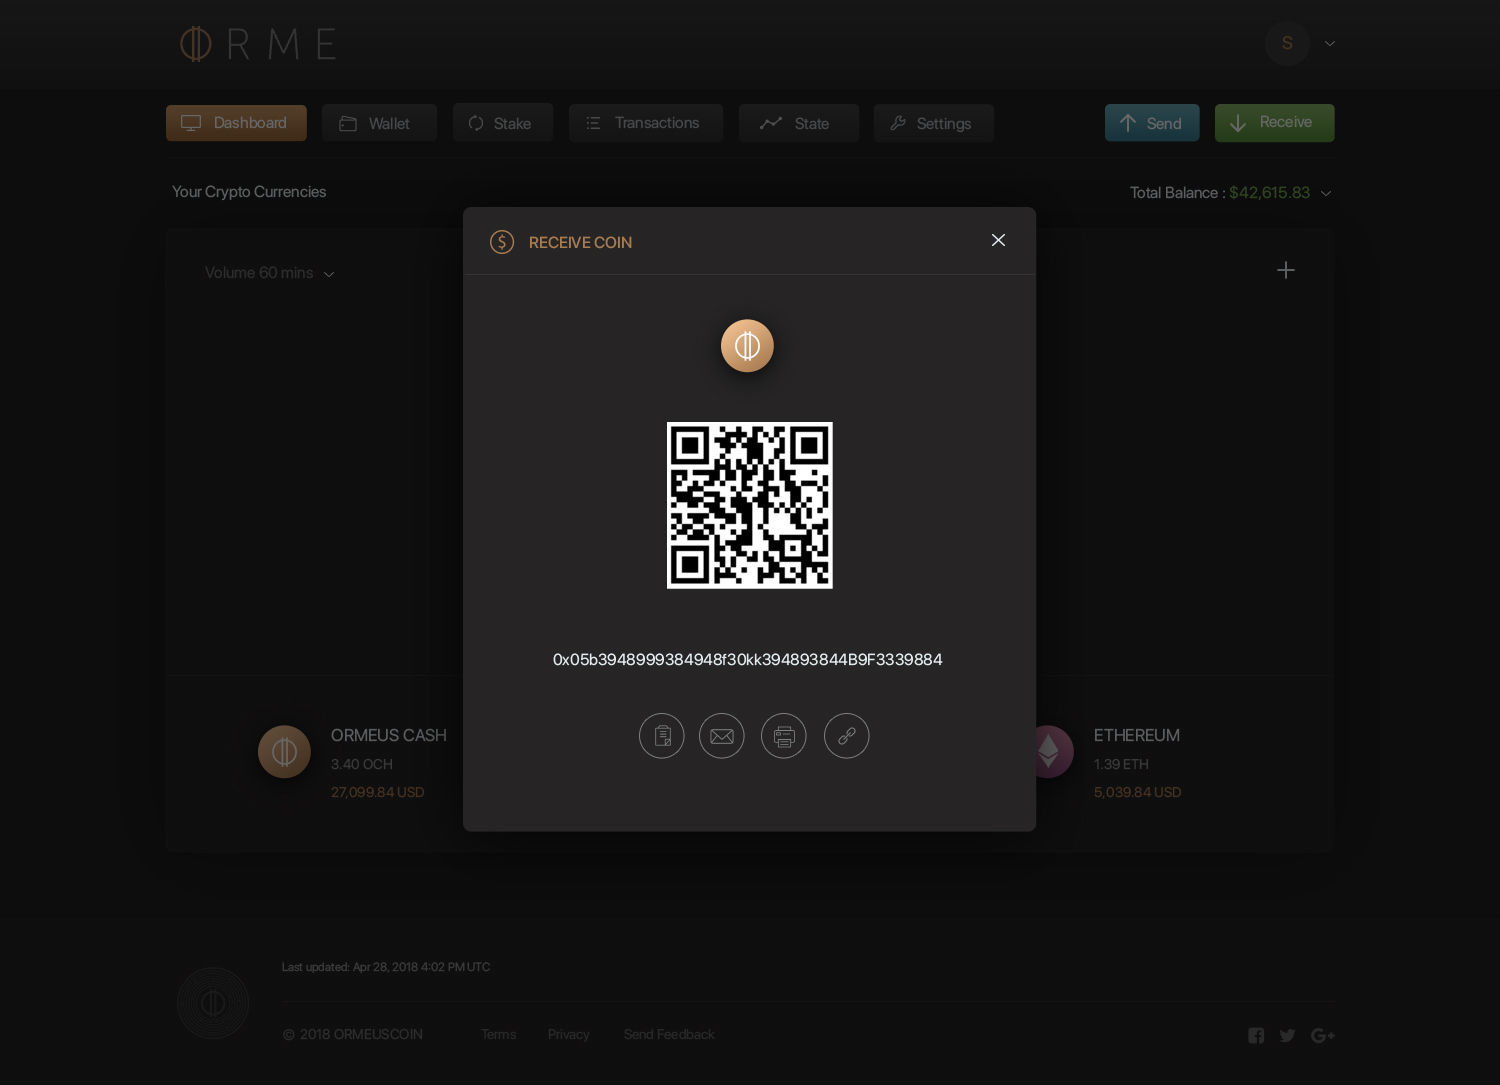 ORME
S
Dashboard
Wallet
Stake
Transactions
State
Settings
Send
Receive
Your Crypto Currencies
Total Balance : $42,615.83
RECEIVE COIN
Volume 60 mins
0x05b3948999384948f30kk394893844B9F3339884
ORMEUS CASH
3.40 OCH
27,099.84 USD
ETHEREUM
1.39 ETH
5,039.84 USD
Last updated: Apr 28, 2018 4:02 PM UTC
© 2018 ORMEUSCOIN
Terms
Privacy
Send Feedback